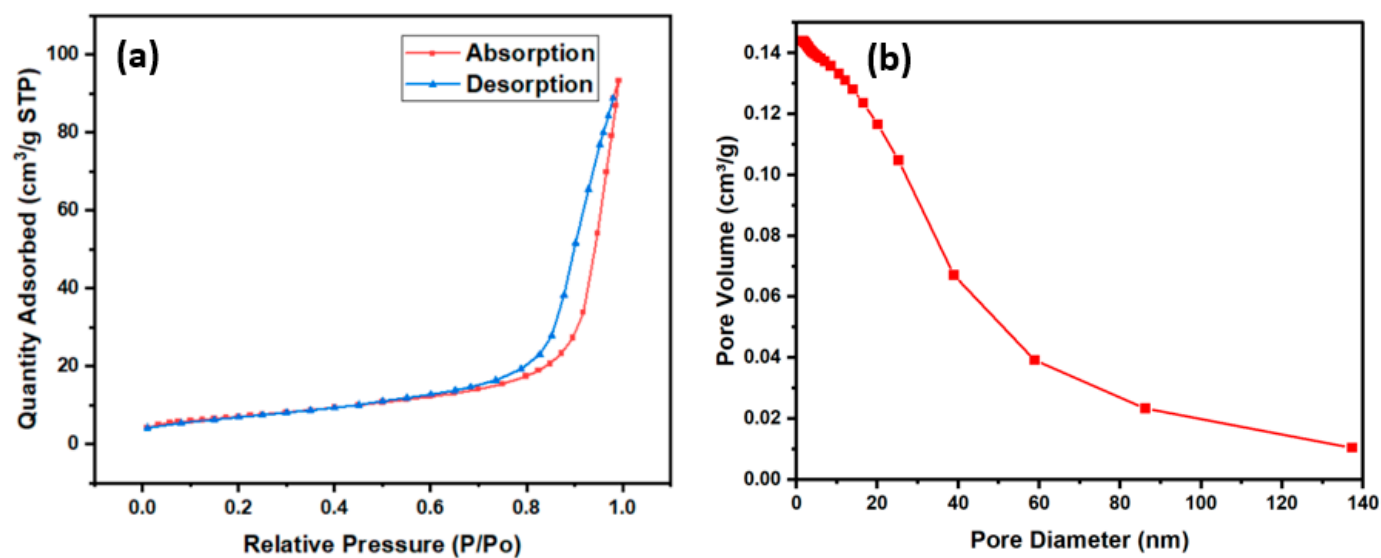 (a)
Absorption
Desorption
Quantity Adsorbed (cm³/g STP)
100
80
60
40
20
0
0.0 0.2 0.4 0.6 0.8 1.0
Relative Pressure (P/Po)
(b)
Pore Volume (cm³/g)
0.14
0.12
0.10
0.08
0.06
0.04
0.02
0.00
0 20 40 60 80 100 120 140
Pore Diameter (nm)